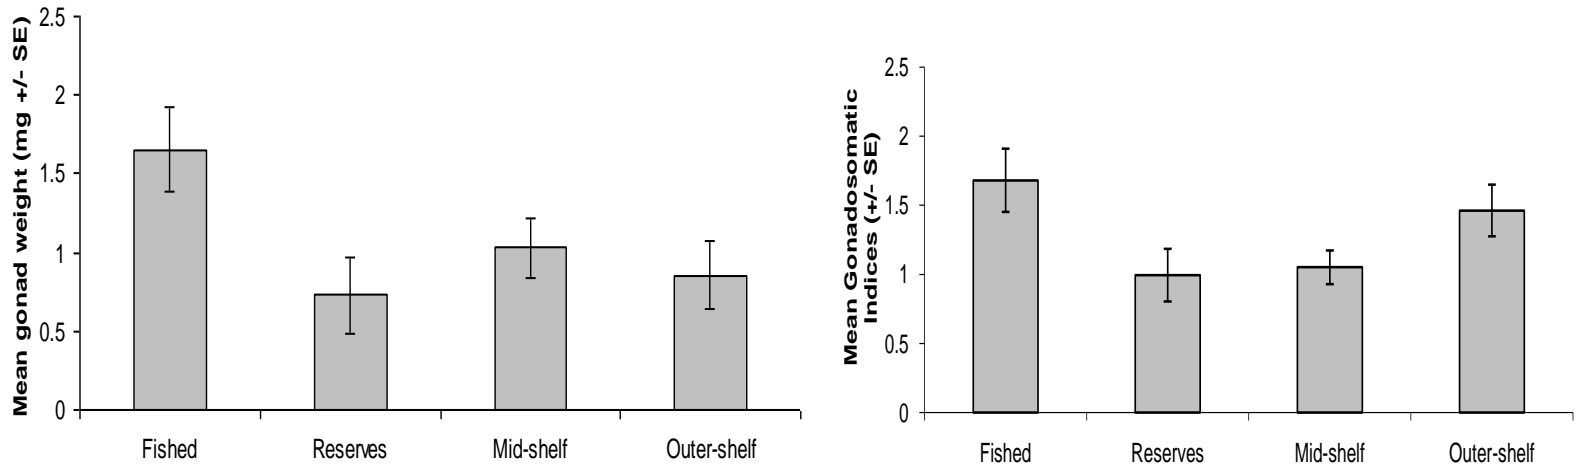 Mean gonad weight (mg +/- SE)
2.5
2
1.5
1
0.5
0
Fished Reserves Mid-shelf Outer-shelf
Mean Gonadosomatic
Indices (+/- SE)
2.5
2
1.5
1
0.5
0
Fished Reserves Mid-shelf Outer-shelf